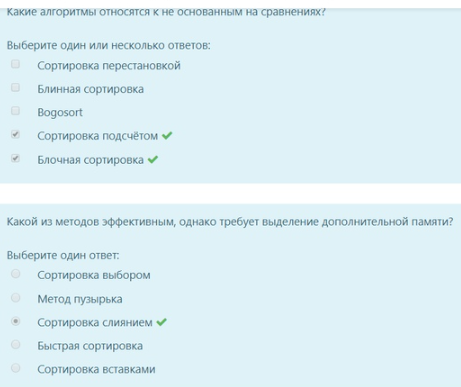 Какие алгоритмы относятся к не основанным на сравнениях?
Выберите один или несколько ответов:
Сортировка перестановкой
Блинная сортировка
Bogosort
Сортировка подсчётом
Блочная сортировка
Какой из методов эффективным, однако требует выделение дополнительной памяти?
Выберите один ответ:
Сортировка выбором
Метод пузырька
Сортировка слиянием
Быстрая сортировка
Сортировка вставками